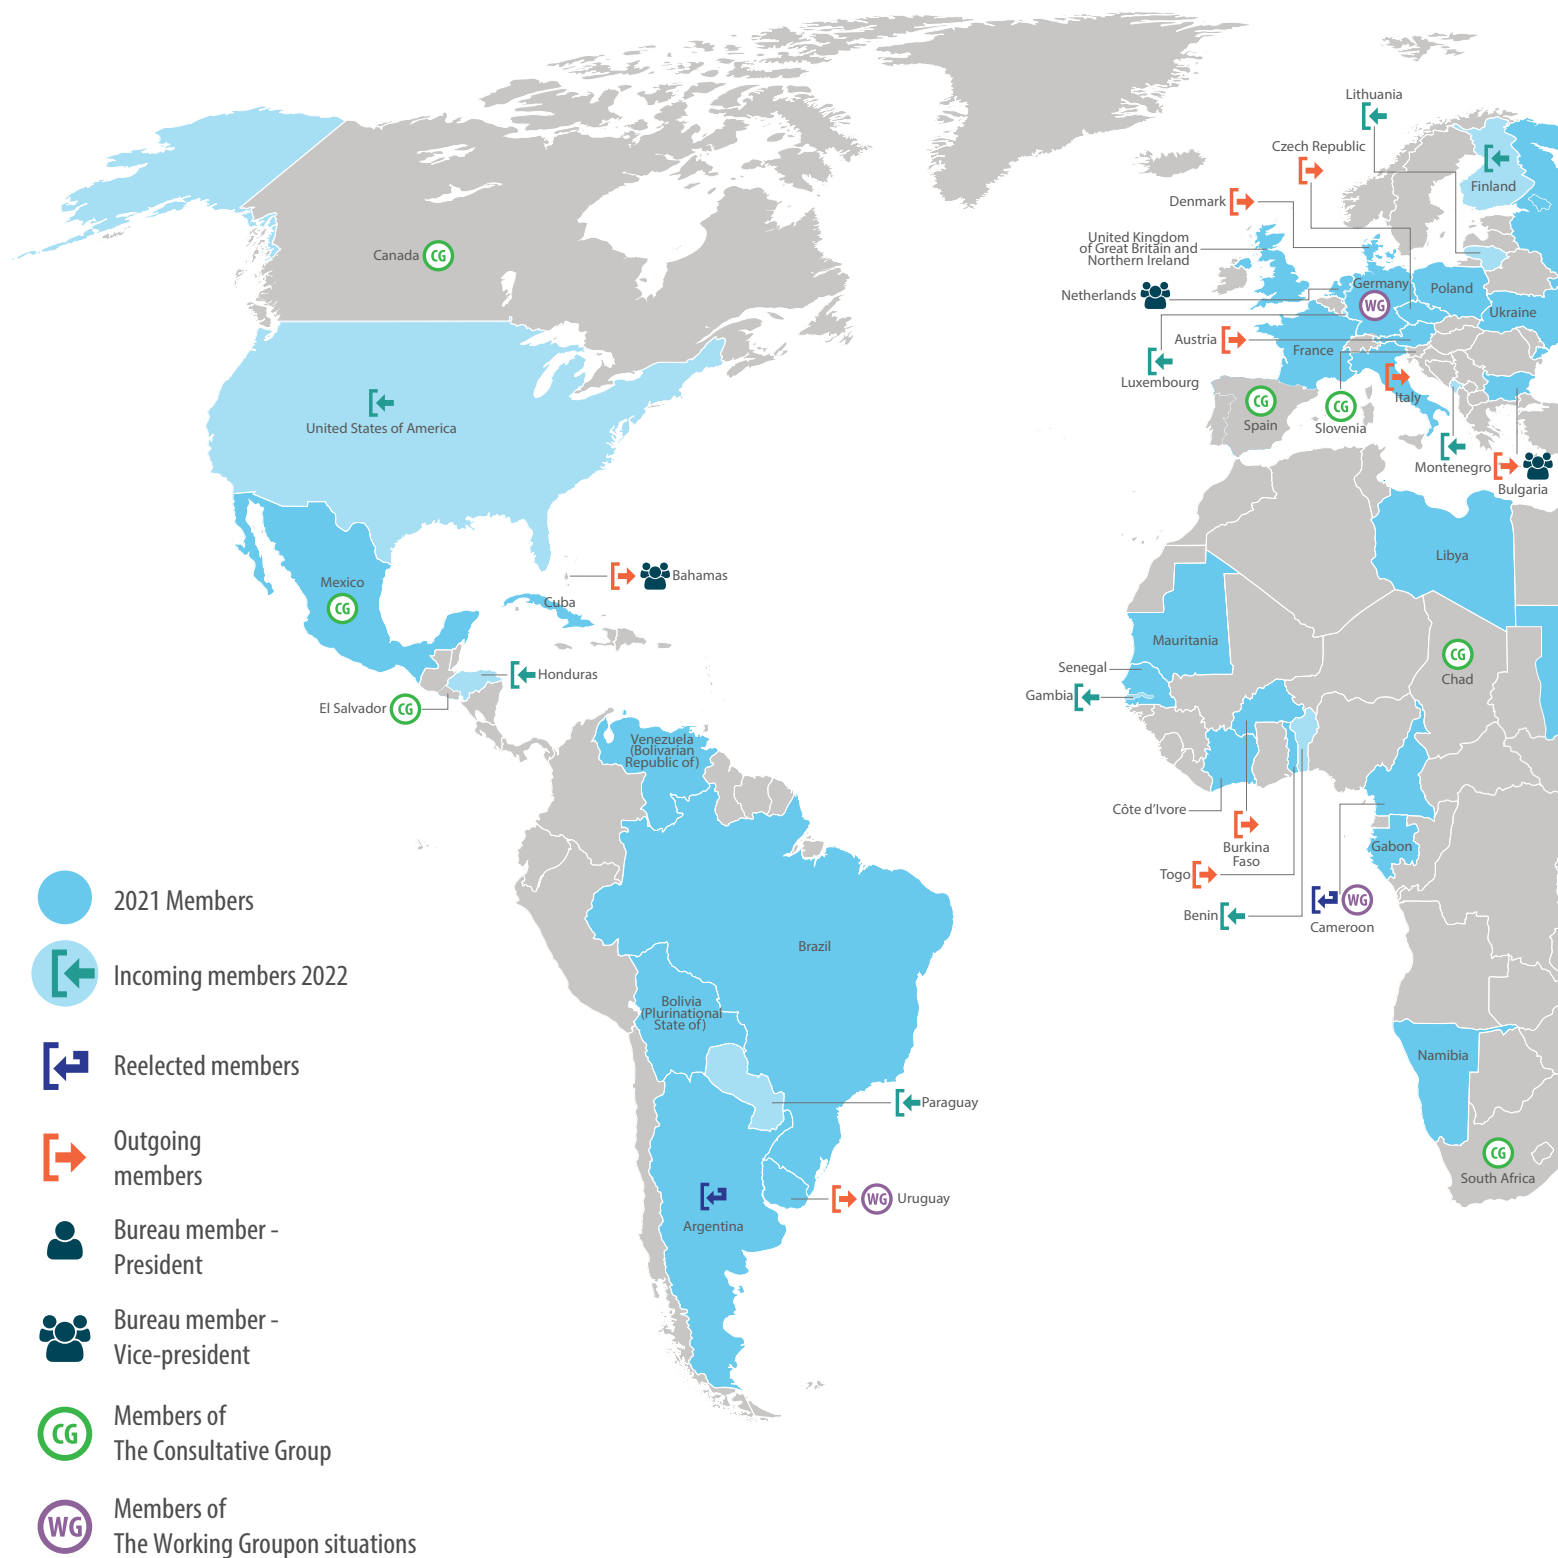 Lithuania
Czech Republic
Finland
Denmark
United Kingdom
of Great Britain and
Northern Ireland
Canada
CG
Netherlands
Germany
WG
Poland
Ukraine
Austria
France
Luxembourg
Italy
CG
Spain
CG
Slovenia
United States of America
Montenegro
Bulgaria
Libya
Bahamas
Mexico
CG
Cuba
Mauritania
Senegal
Gambia
CG
Chad
Honduras
El Salvador
CG
Venezuela
(Bolivarian
Republic of)
Côte d'Ivore
Burkina
Faso
Gabon
Togo
Benin
WG
Cameroon
2021 Members
Brazil
Incoming members 2022
Bolivia
(Plurinational
State of)
Namibia
Reelected members
Paraguay
Outgoing
members
CG
South Africa
WG
Uruguay
Argentina
Bureau member -
President
Bureau member -
Vice-president
CG
Members of
The Consultative Group
WG
Members of
The Working Groupon situations